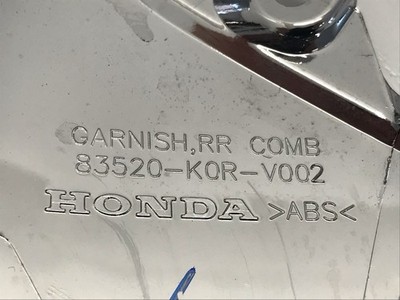 GARNISH,RR COMB
83520-K0R-V002
HONDA >ABS<